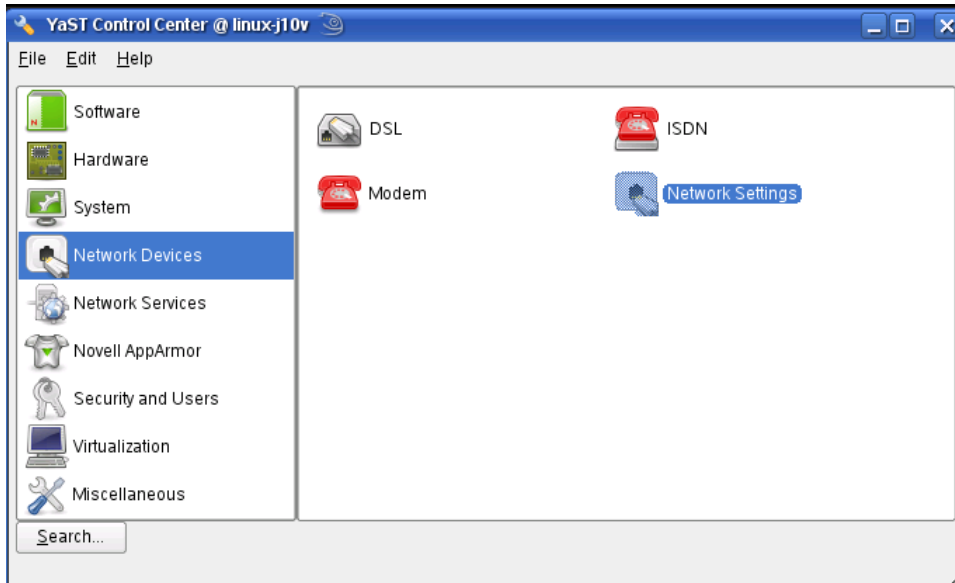 YaST Control Center @ linux-j10v
File Edit Help
Software
Hardware
System
Network Devices
Network Services
Novell AppArmor
Security and Users
Virtualization
Miscellaneous
DSL
ISDN
Modem
Network Settings
Search...